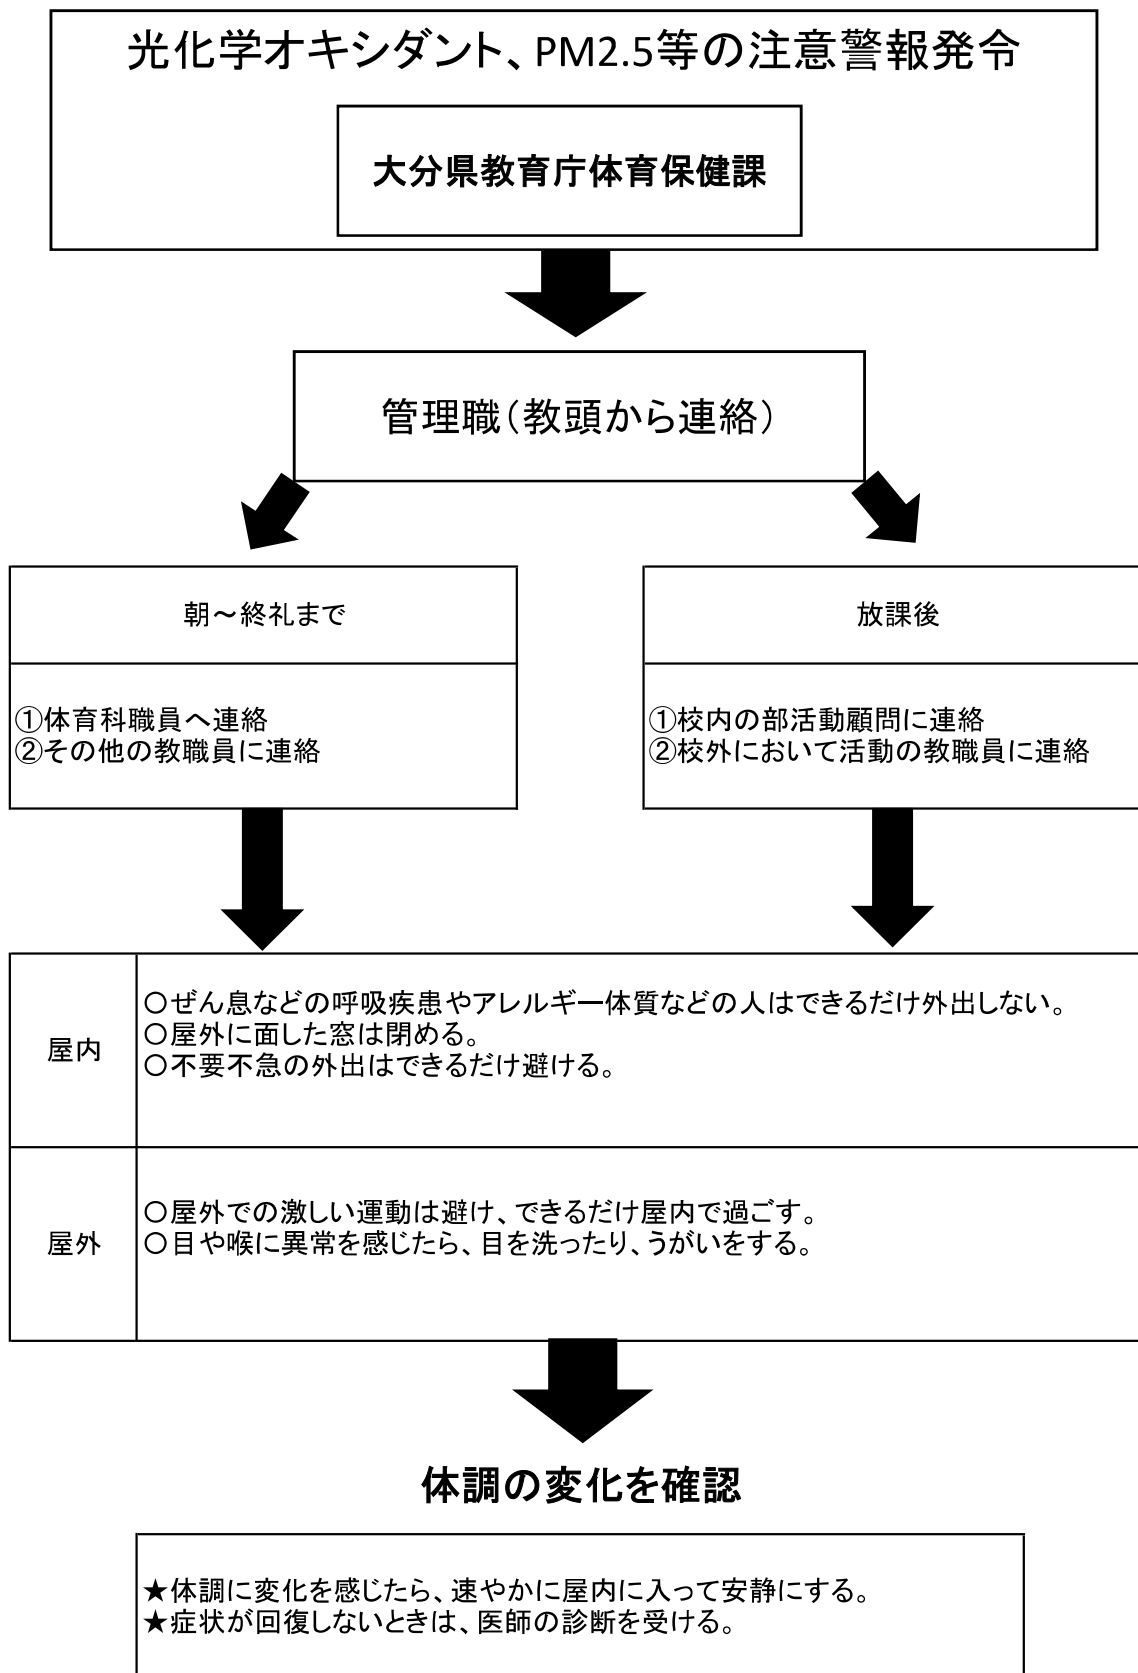 光化学オキシダント、PM2.5等の注意警報発令
大分県教育庁体育保健課
管理職（教頭から連絡）
朝～終礼まで
①体育科職員へ連絡
②その他の教職員に連絡
放課後
①校内の部活動顧問に連絡
②校外において活動の教職員に連絡
屋内
○ぜん息などの呼吸疾患やアレルギー体質などの人はできるだけ外出しない。
○屋外に面した窓は閉める。
○不要不急の外出はできるだけ避ける。
屋外
○屋外での激しい運動は避け、できるだけ屋内で過ごす。
○目や喉に異常を感じたら、目を洗ったり、うがいをする。
体調の変化を確認
★体調に変化を感じたら、速やかに屋内に入って安静にする。
★症状が回復しないときは、医師の診断を受ける。